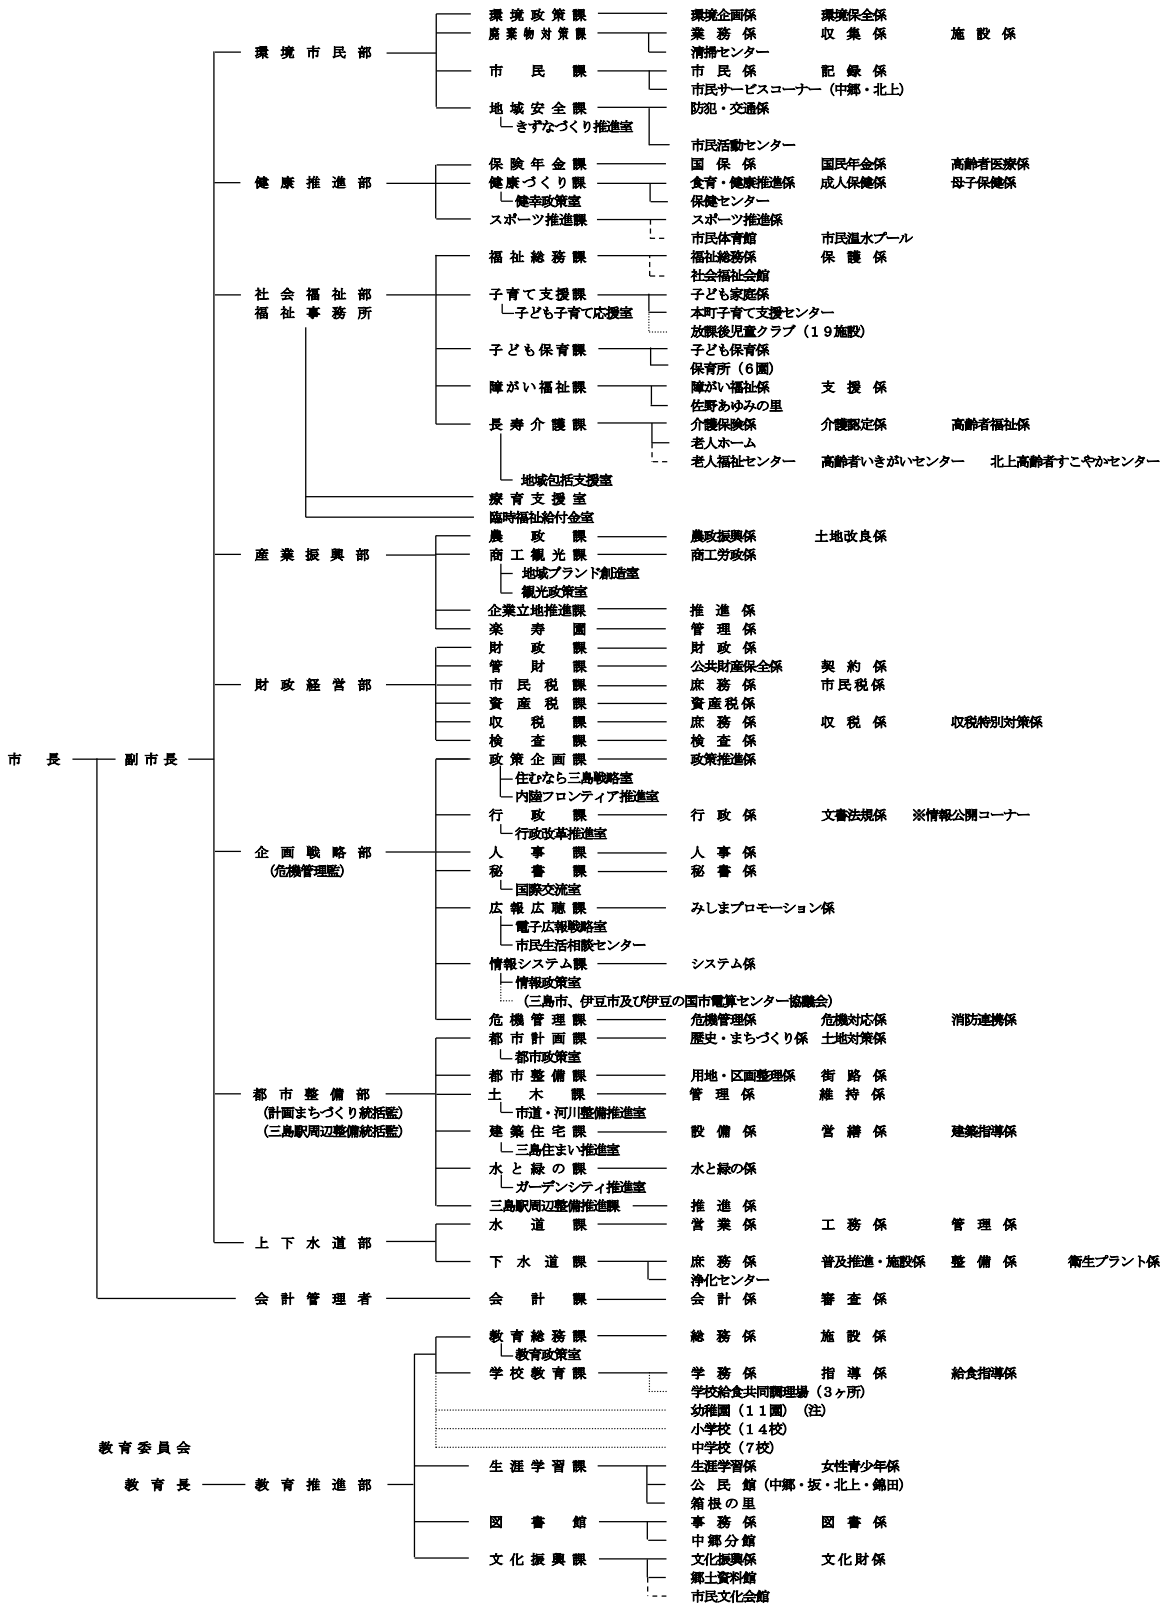 環境政策課 環境企画係 環境保全係
廃棄物対策課 業務係 収集係 施設係
環境市民部 清掃センター
市民課 市民係 記録係
市民サービスコーナー（中郷・北上）
地域安全課 防犯・交通係
きずなづくり推進室
市民活動センター
保険年金課 国保係 国民年金係 高齢者医療係
健康推進部 健康づくり課 食育・健康推進係 成人保健係 母子保健係
健幸政策室 保健センター
スポーツ推進課 スポーツ推進係
市民体育館 市民温水プール
福祉総務課 福祉総務係 保護係
社会福祉会館
社会福祉部 子育て支援課 子ども家庭係
福祉事務所 子ども子育て応援室 本町子育て支援センター
放課後児童クラブ（１９施設）
子ども保育課 子ども保育係
保育所（６園）
障がい福祉課 障がい福祉係 支援係
佐野あゆみの里
長寿介護課 介護保険係 介護認定係 高齢者福祉係
老人ホーム
老人福祉センター 高齢者いきがいセンター 北上高齢者すこやかセンター
地域包括支援室
療育支援室
臨時福祉給付金室
農政課 農政振興係 土地改良係
産業振興部 商工観光課 商工労政係
地域ブランド創造室
観光政策室
企業立地推進課 推進係
楽寿園 管理係
財政課 財政係
管財課 公共財産保全係 契約係
財政経営部 市民税課 庶務係 市民税係
資産税課 資産税係
収税課 庶務係 収税係 収税特別対策係
検査課 検査係
市長 副市長 政策企画課 政策推進係
住むなら三島戦略室
内陸フロンティア推進室
行政課 行政係 文書法規係 ※情報公開コーナー
行政改革推進室
企画戦略部 人事課 人事係
（危機管理監） 秘書課 秘書係
国際交流室
広報広聴課 みしまプロモーション係
電子広報戦略室
市民生活相談センター
情報システム課 システム係
情報政策室
（三島市、伊豆市及び伊豆の国市電算センター協議会）
危機管理課 危機管理係 危機対応係 消防連携係
都市計画課 歴史・まちづくり係 土地対策係
都市政策室
都市整備課 用地・区画整理係 街路係
都市整備部 土木課 管理係 維持係
（計画まちづくり統括監） 市道・河川整備推進室
（三島駅周辺整備統括監） 建築住宅課 設備係 営繕係 建築指導係
三島住まい推進室
水と緑の課 水と緑の係
ガーデンシティ推進室
三島駅周辺整備推進課 推進係
水道課 営業係 工務係 管理係
上下水道部
下水道課 庶務係 普及推進・施設係 整備係 衛生プラント係
浄化センター
会計管理者 会計課 会計係 審査係
教育総務課 総務係 施設係
教育政策室
学校教育課 学務係 指導係 給食指導係
学校給食共同調理場（３ヶ所）
幼稚園（１１園）（注）
小学校（１４校）
教育委員会 中学校（７校）
生涯学習課 生涯学習係 女性青少年係
教育長 教育推進部 公民館（中郷・坂・北上・錦田）
箱根の里
図書館 事務係 図書係
中郷分館
文化振興課 文化振興係 文化財係
郷土資料館
市民文化会館